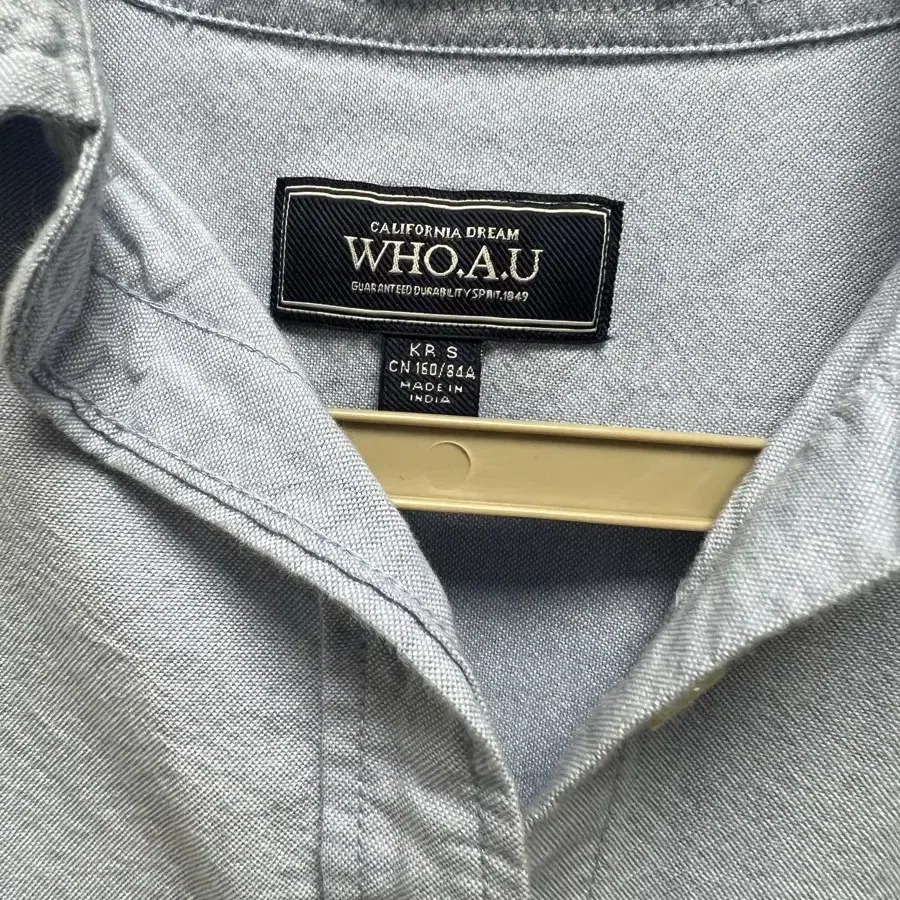 CALIFORNIA DREAM
WHO.A.U
GUARANTEED DURABILITY SPRIT.1849
KR S
CN 160/84A
MADE IN
INDIA